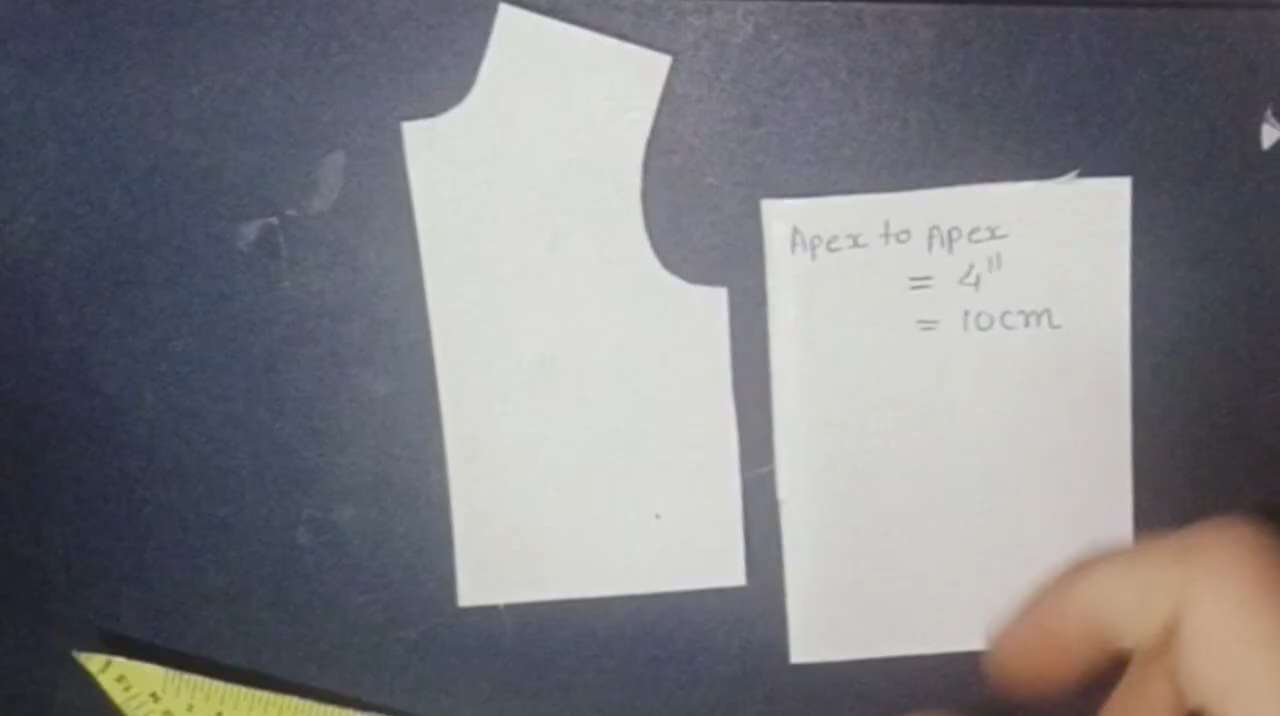 Apex to Apex
= 4"
= 10cm